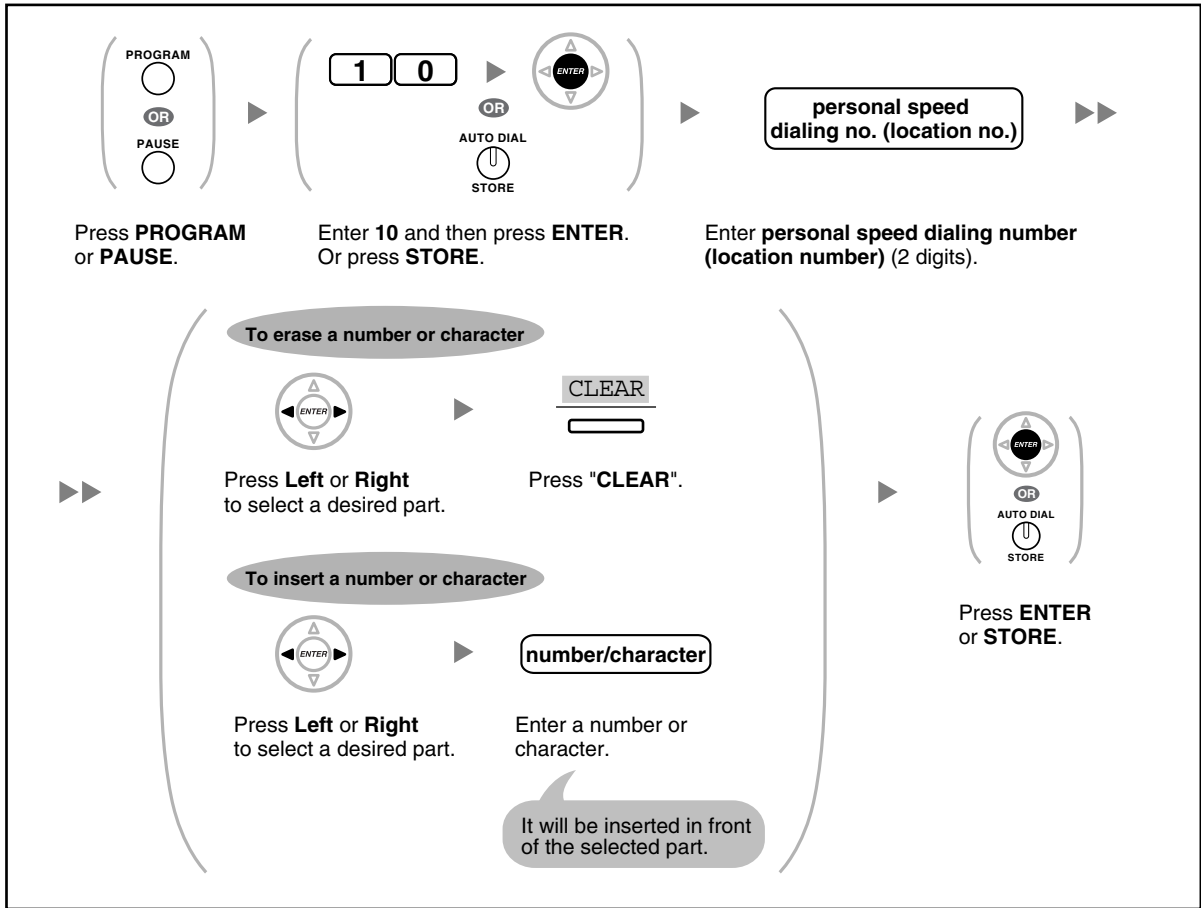 PROGRAM
OR
PAUSE
1 0
ENTER
OR
AUTO DIAL
STORE
personal speed
dialing no. (location no.)
Press PROGRAM
or PAUSE.
Enter 10 and then press ENTER.
Or press STORE.
Enter personal speed dialing number
(location number) (2 digits).
To erase a number or character
ENTER
CLEAR
Press Left or Right
to select a desired part.
Press "CLEAR".
To insert a number or character
ENTER
number/character
Press Left or Right
to select a desired part.
Enter a number or
character.
It will be inserted in front
of the selected part.
ENTER
OR
AUTO DIAL
STORE
Press ENTER
or STORE.